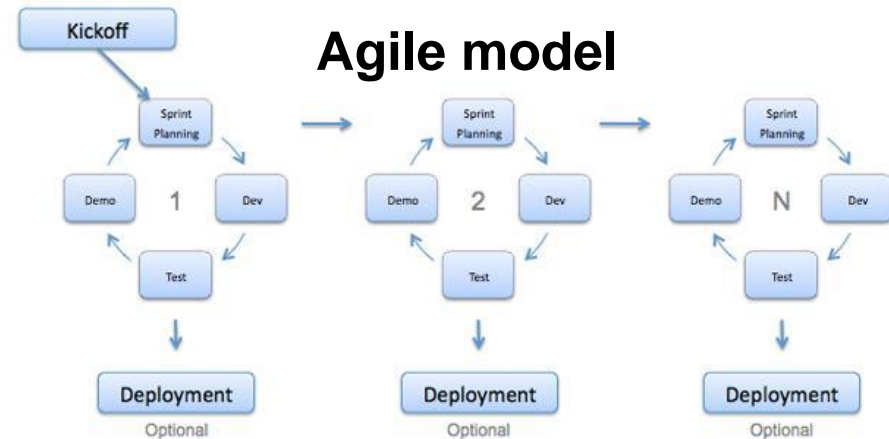 Kickoff
Agile model
Sprint
Planning
Demo
1
Dev
Test
Deployment
Optional
Sprint
Planning
Demo
2
Dev
Test
Deployment
Optional
Sprint
Planning
Demo
N
Dev
Test
Deployment
Optional